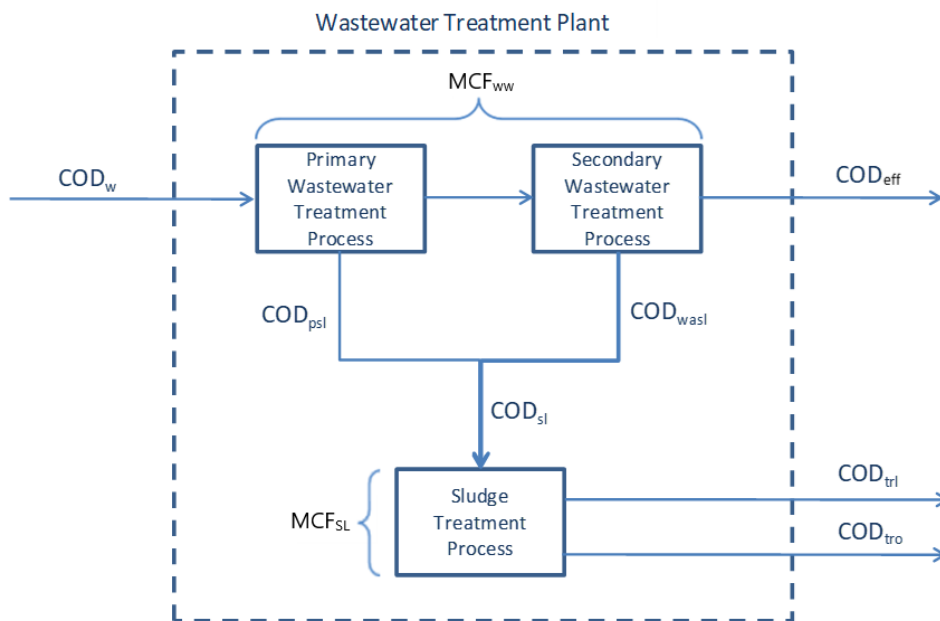 Wastewater Treatment Plant
MCFww
Primary
Wastewater
Treatment
Process
Secondary
Wastewater
Treatment
Process
CODw
CODeff
CODpsl
CODwasl
CODsl
MCFSL
Sludge
Treatment
Process
CODtrl
CODtro